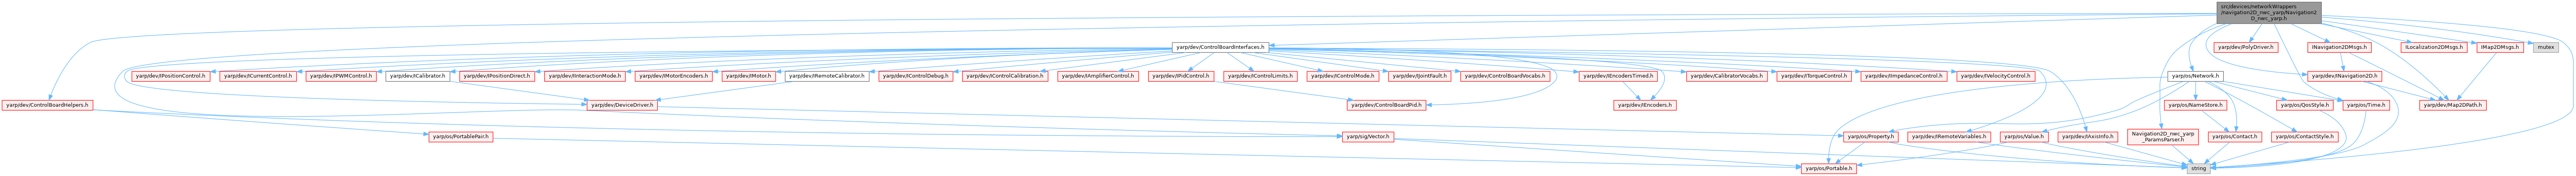 src/devices/networkWrappers
/navigation2D_nwc_yarp/Navigation2
D_nwc_yarp.h
yarp/dev/ControlBoardInterfaces.h
yarp/dev/PolyDriver.h
INavigation2DMsgs.h
ILocalization2DMsgs.h
IMap2DMsgs.h
mutex
yarp/dev/IPositionControl.h
yarp/dev/ICurrentControl.h
yarp/dev/IPWMControl.h
yarp/dev/ICalibrator.h
yarp/dev/IPositionDirect.h
yarp/dev/IInteractionMode.h
yarp/dev/IMotorEncoders.h
yarp/dev/IMotor.h
yarp/dev/IRemoteCalibrator.h
yarp/dev/IControlDebug.h
yarp/dev/IControlCalibration.h
yarp/dev/IAmplifierControl.h
yarp/dev/IPidControl.h
yarp/dev/IControlLimits.h
yarp/dev/IControlMode.h
yarp/dev/IJointFault.h
yarp/dev/ControlBoardVocabs.h
yarp/dev/IEncodersTimed.h
yarp/dev/CalibratorVocabs.h
yarp/dev/ITorqueControl.h
yarp/dev/IImpedanceControl.h
yarp/dev/IVelocityControl.h
yarp/os/Network.h
yarp/dev/INavigation2D.h
yarp/dev/ControlBoardHelpers.h
yarp/dev/DeviceDriver.h
yarp/dev/ControlBoardPid.h
yarp/dev/IEncoders.h
yarp/os/NameStore.h
yarp/os/QosStyle.h
yarp/os/Time.h
yarp/dev/Map2DPath.h
yarp/os/PortablePair.h
yarp/sig/Vector.h
yarp/os/Property.h
yarp/dev/IRemoteVariables.h
yarp/os/Value.h
yarp/dev/IAxisInfo.h
Navigation2D_nwc_yarp
_ParamsParser.h
yarp/os/Contact.h
yarp/os/ContactStyle.h
yarp/os/Portable.h
string